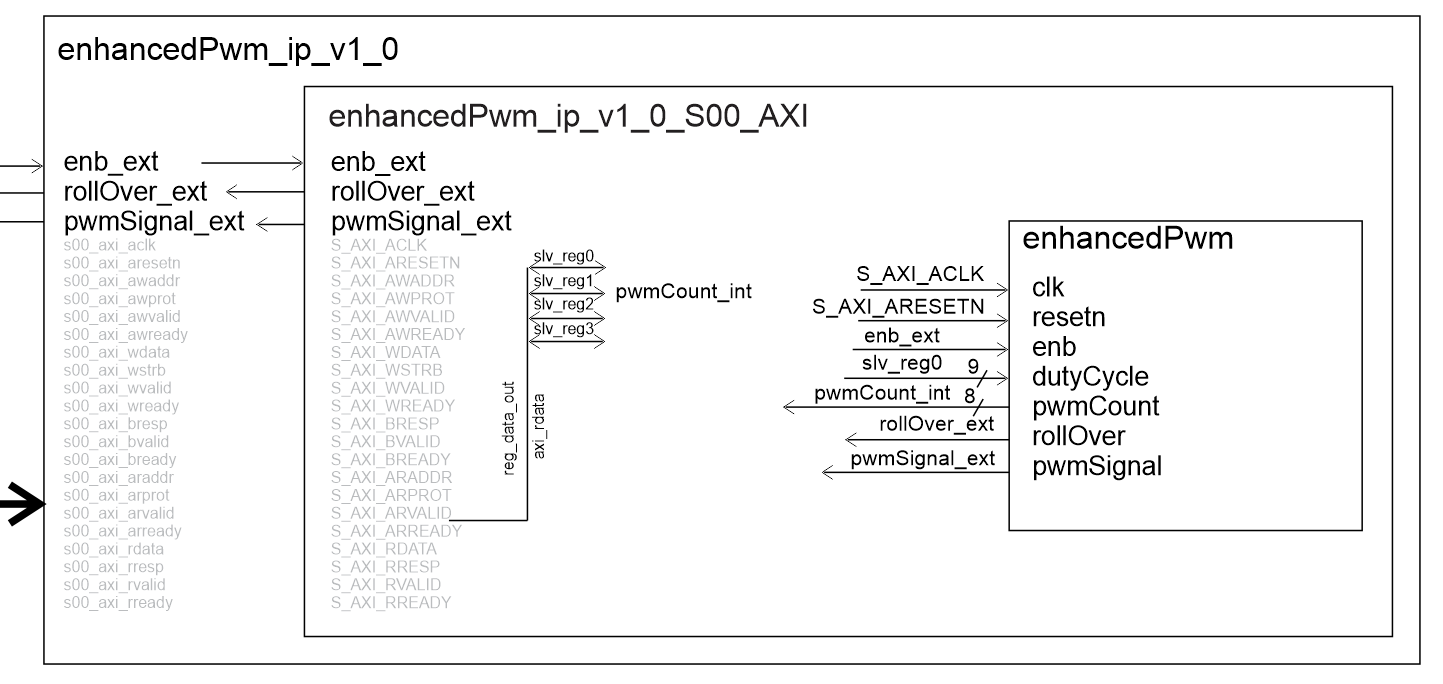 enhancedPwm_ip_v1_0
enhancedPwm_ip_v1_0_S00_AXI
enb_ext
rollOver_ext
pwmSignal_ext
s00_axi_aclk
s00_axi_aresetn
s00_axi_awaddr
s00_axi_awprot
s00_axi_awvalid
s00_axi_awready
s00_axi_wdata
s00_axi_wstrb
s00_axi_wvalid
s00_axi_wready
s00_axi_bresp
s00_axi_bvalid
s00_axi_bready
s00_axi_araddr
s00_axi_arprot
s00_axi_arvalid
s00_axi_arready
s00_axi_rdata
s00_axi_rresp
s00_axi_rvalid
s00_axi_rready
enb_ext
rollOver_ext
pwmSignal_ext
S_AXI_ACLK
S_AXI_ARESETN
S_AXI_AWADDR
S_AXI_AWPROT
S_AXI_AWVALID
S_AXI_AWREADY
S_AXI_WDATA
S_AXI_WSTRB
S_AXI_WVALID
S_AXI_WREADY
S_AXI_BRESP
S_AXI_BVALID
S_AXI_BREADY
S_AXI_ARADDR
S_AXI_ARPROT
S_AXI_ARVALID
S_AXI_ARREADY
S_AXI_RDATA
S_AXI_RRESP
S_AXI_RVALID
S_AXI_RREADY
slv_reg0
slv_reg1
slv_reg2
slv_reg3
pwmCount_int
reg_data_out
axi_rdata
S_AXI_ACLK
S_AXI_ARESETN
enb_ext
slv_reg0 9
pwmCount_int 8
rollOver_ext
pwmSignal_ext
enhancedPwm
clk
resetn
enb
dutyCycle
pwmCount
rollOver
pwmSignal